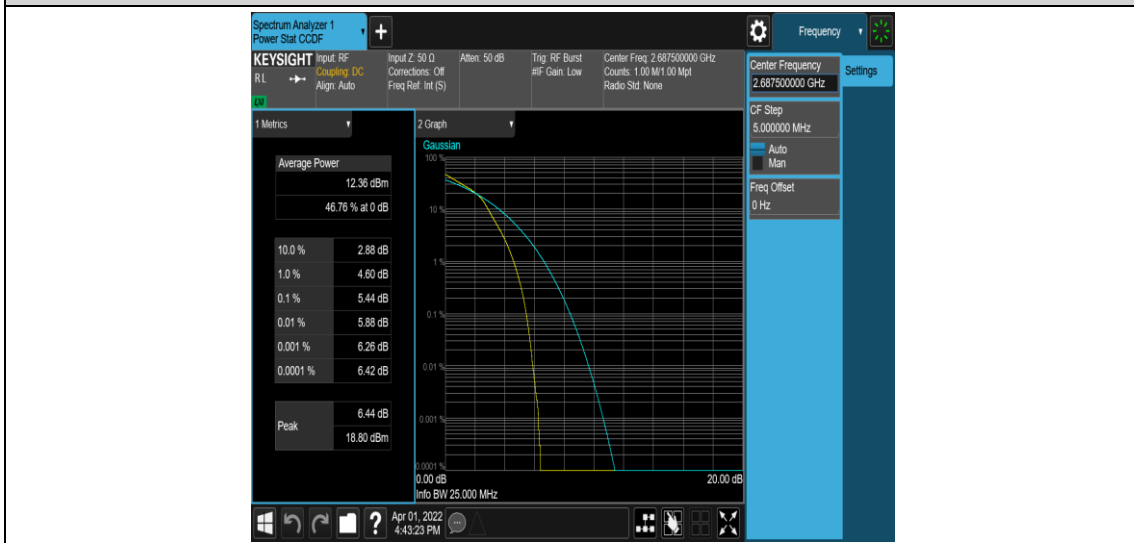 Spectrum Analyzer 1
Power Stat CCDF
Frequency
KEYSIGHT
Input: RF
Coupling: DC
Align: Auto
Input Z: 50 Ω
Corrections: Off
Freq Ref: Int (S)
Atten: 50 dB
Trig: RF Burst
#IF Gain: Low
Center Freq: 2.687500000 GHz
Counts: 1.00 M/1.00 Mpt
Radio Std: None
RL
Center Frequency
2.687500000 GHz
Settings
CF Step
5.000000 MHz
Auto
Man
Freq Offset
0 Hz
1 Metrics
Average Power
12.36 dBm
46.76 % at 0 dB
10.0 % 2.88 dB
1.0 % 4.60 dB
0.1 % 5.44 dB
0.01 % 5.88 dB
0.001 % 6.26 dB
0.0001 % 6.42 dB
Peak
6.44 dB
18.80 dBm
2 Graph
Gaussian
100 %
10 %
1 %
0.1 %
0.01 %
0.001 %
0.0001 %
0.00 dB
20.00 dB
Info BW 25.000 MHz
?
Apr 01, 2022
4:43:23 PM